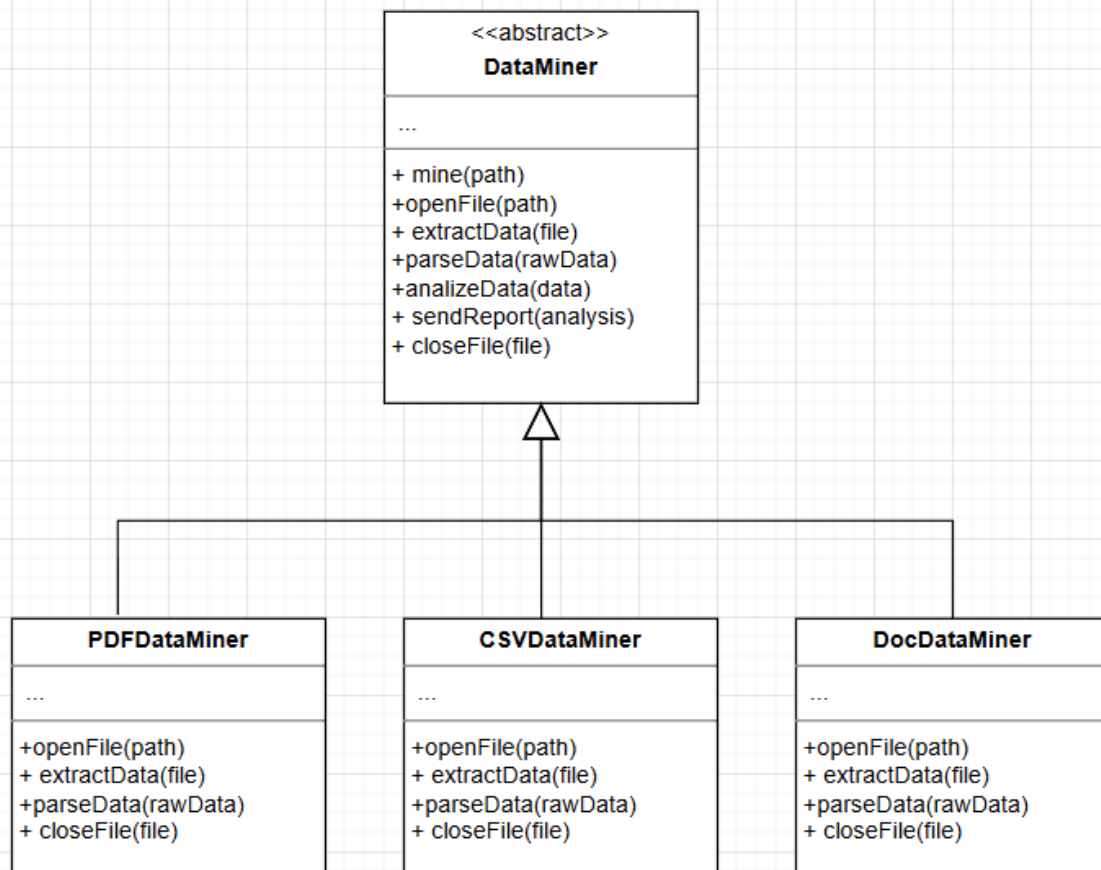 <<abstract>>
DataMiner
...
+ mine(path)
+openFile(path)
+ extractData(file)
+parseData(rawData)
+analizeData(data)
+ sendReport(analysis)
+ closeFile(file)
PDFDataMiner
...
+openFile(path)
+ extractData(file)
+parseData(rawData)
+ closeFile(file)
CSVDataMiner
...
+openFile(path)
+ extractData(file)
+parseData(rawData)
+ closeFile(file)
DocDataMiner
...
+openFile(path)
+ extractData(file)
+parseData(rawData)
+ closeFile(file)